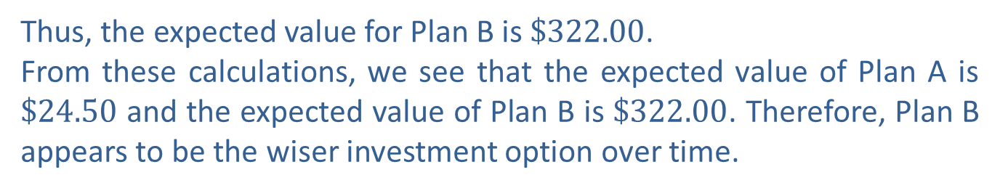 Thus, the expected value for Plan B is $322.00.
From these calculations, we see that the expected value of Plan A is
$24.50 and the expected value of Plan B is $322.00. Therefore, Plan B
appears to be the wiser investment option over time.